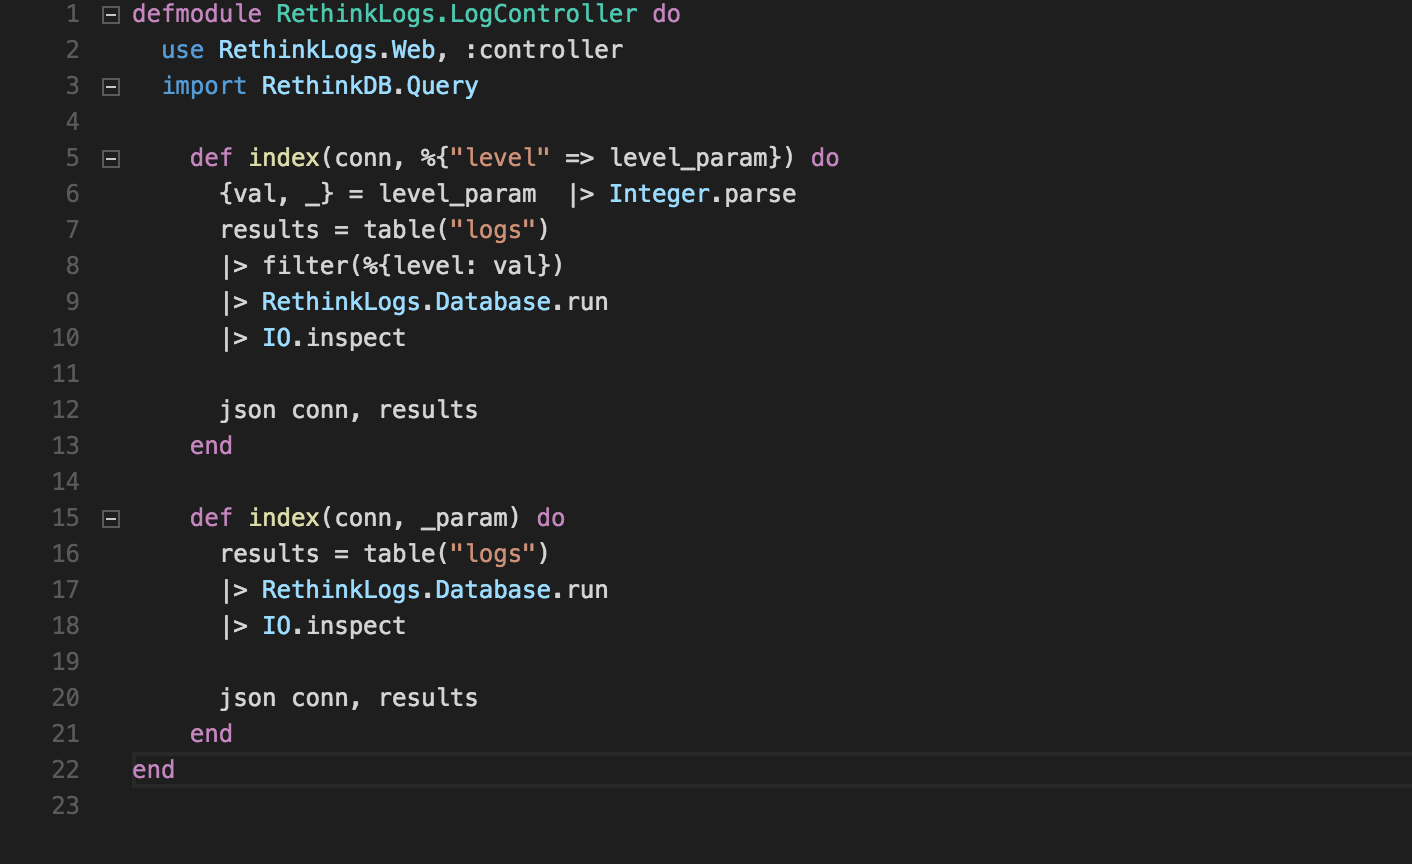 1 defmodule RethinkLogs.LogController do
2   use RethinkLogs.Web, :controller
3   import RethinkDB.Query
4
5     def index(conn, %{"level" => level_param}) do
6       {val, _} = level_param  |> Integer.parse
7       results = table("logs")
8       |> filter(%{level: val})
9       |> RethinkLogs.Database.run
10       |> IO.inspect
11
12       json conn, results
13     end
14
15     def index(conn, _param) do
16       results = table("logs")
17       |> RethinkLogs.Database.run
18       |> IO.inspect
19
20       json conn, results
21     end
22 end
23